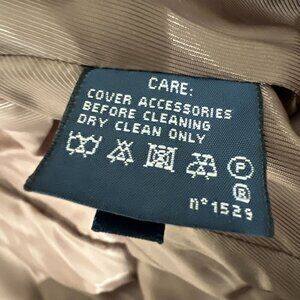 CARE:
COVER ACCESSORIES
BEFORE CLEANING
DRY CLEAN ONLY
P
R
n°1529